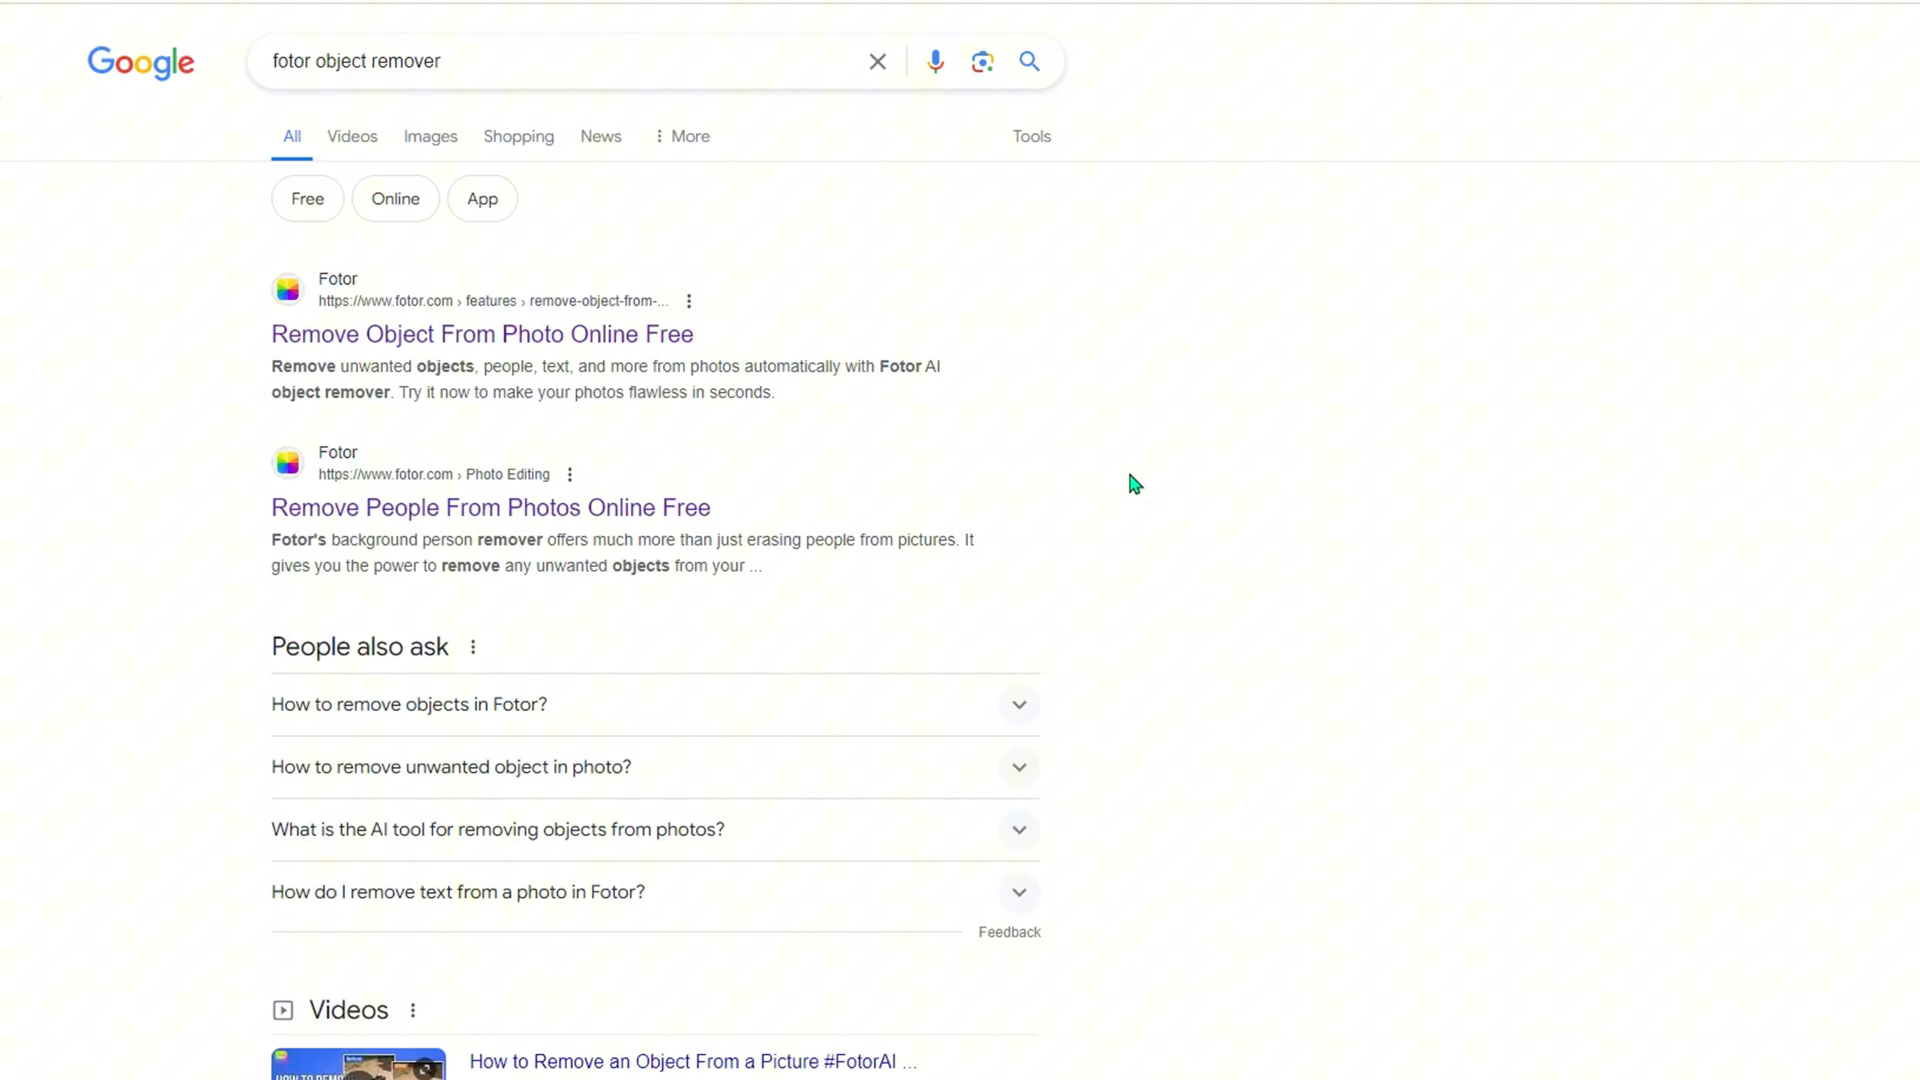 Google
fotor object remover
All Videos Images Shopping News More Tools
Free Online App
Fotor
https://www.fotor.com › features › remove-object-from-...
Remove Object From Photo Online Free
Remove unwanted objects, people, text, and more from photos automatically with Fotor AI
object remover. Try it now to make your photos flawless in seconds.
Fotor
https://www.fotor.com › Photo Editing
Remove People From Photos Online Free
Fotor's background person remover offers much more than just erasing people from pictures. It
gives you the power to remove any unwanted objects from your ...
People also ask
How to remove objects in Fotor?
How to remove unwanted object in photo?
What is the AI tool for removing objects from photos?
How do I remove text from a photo in Fotor?
Feedback
Videos
How to Remove an Object From a Picture #FotorAI ...